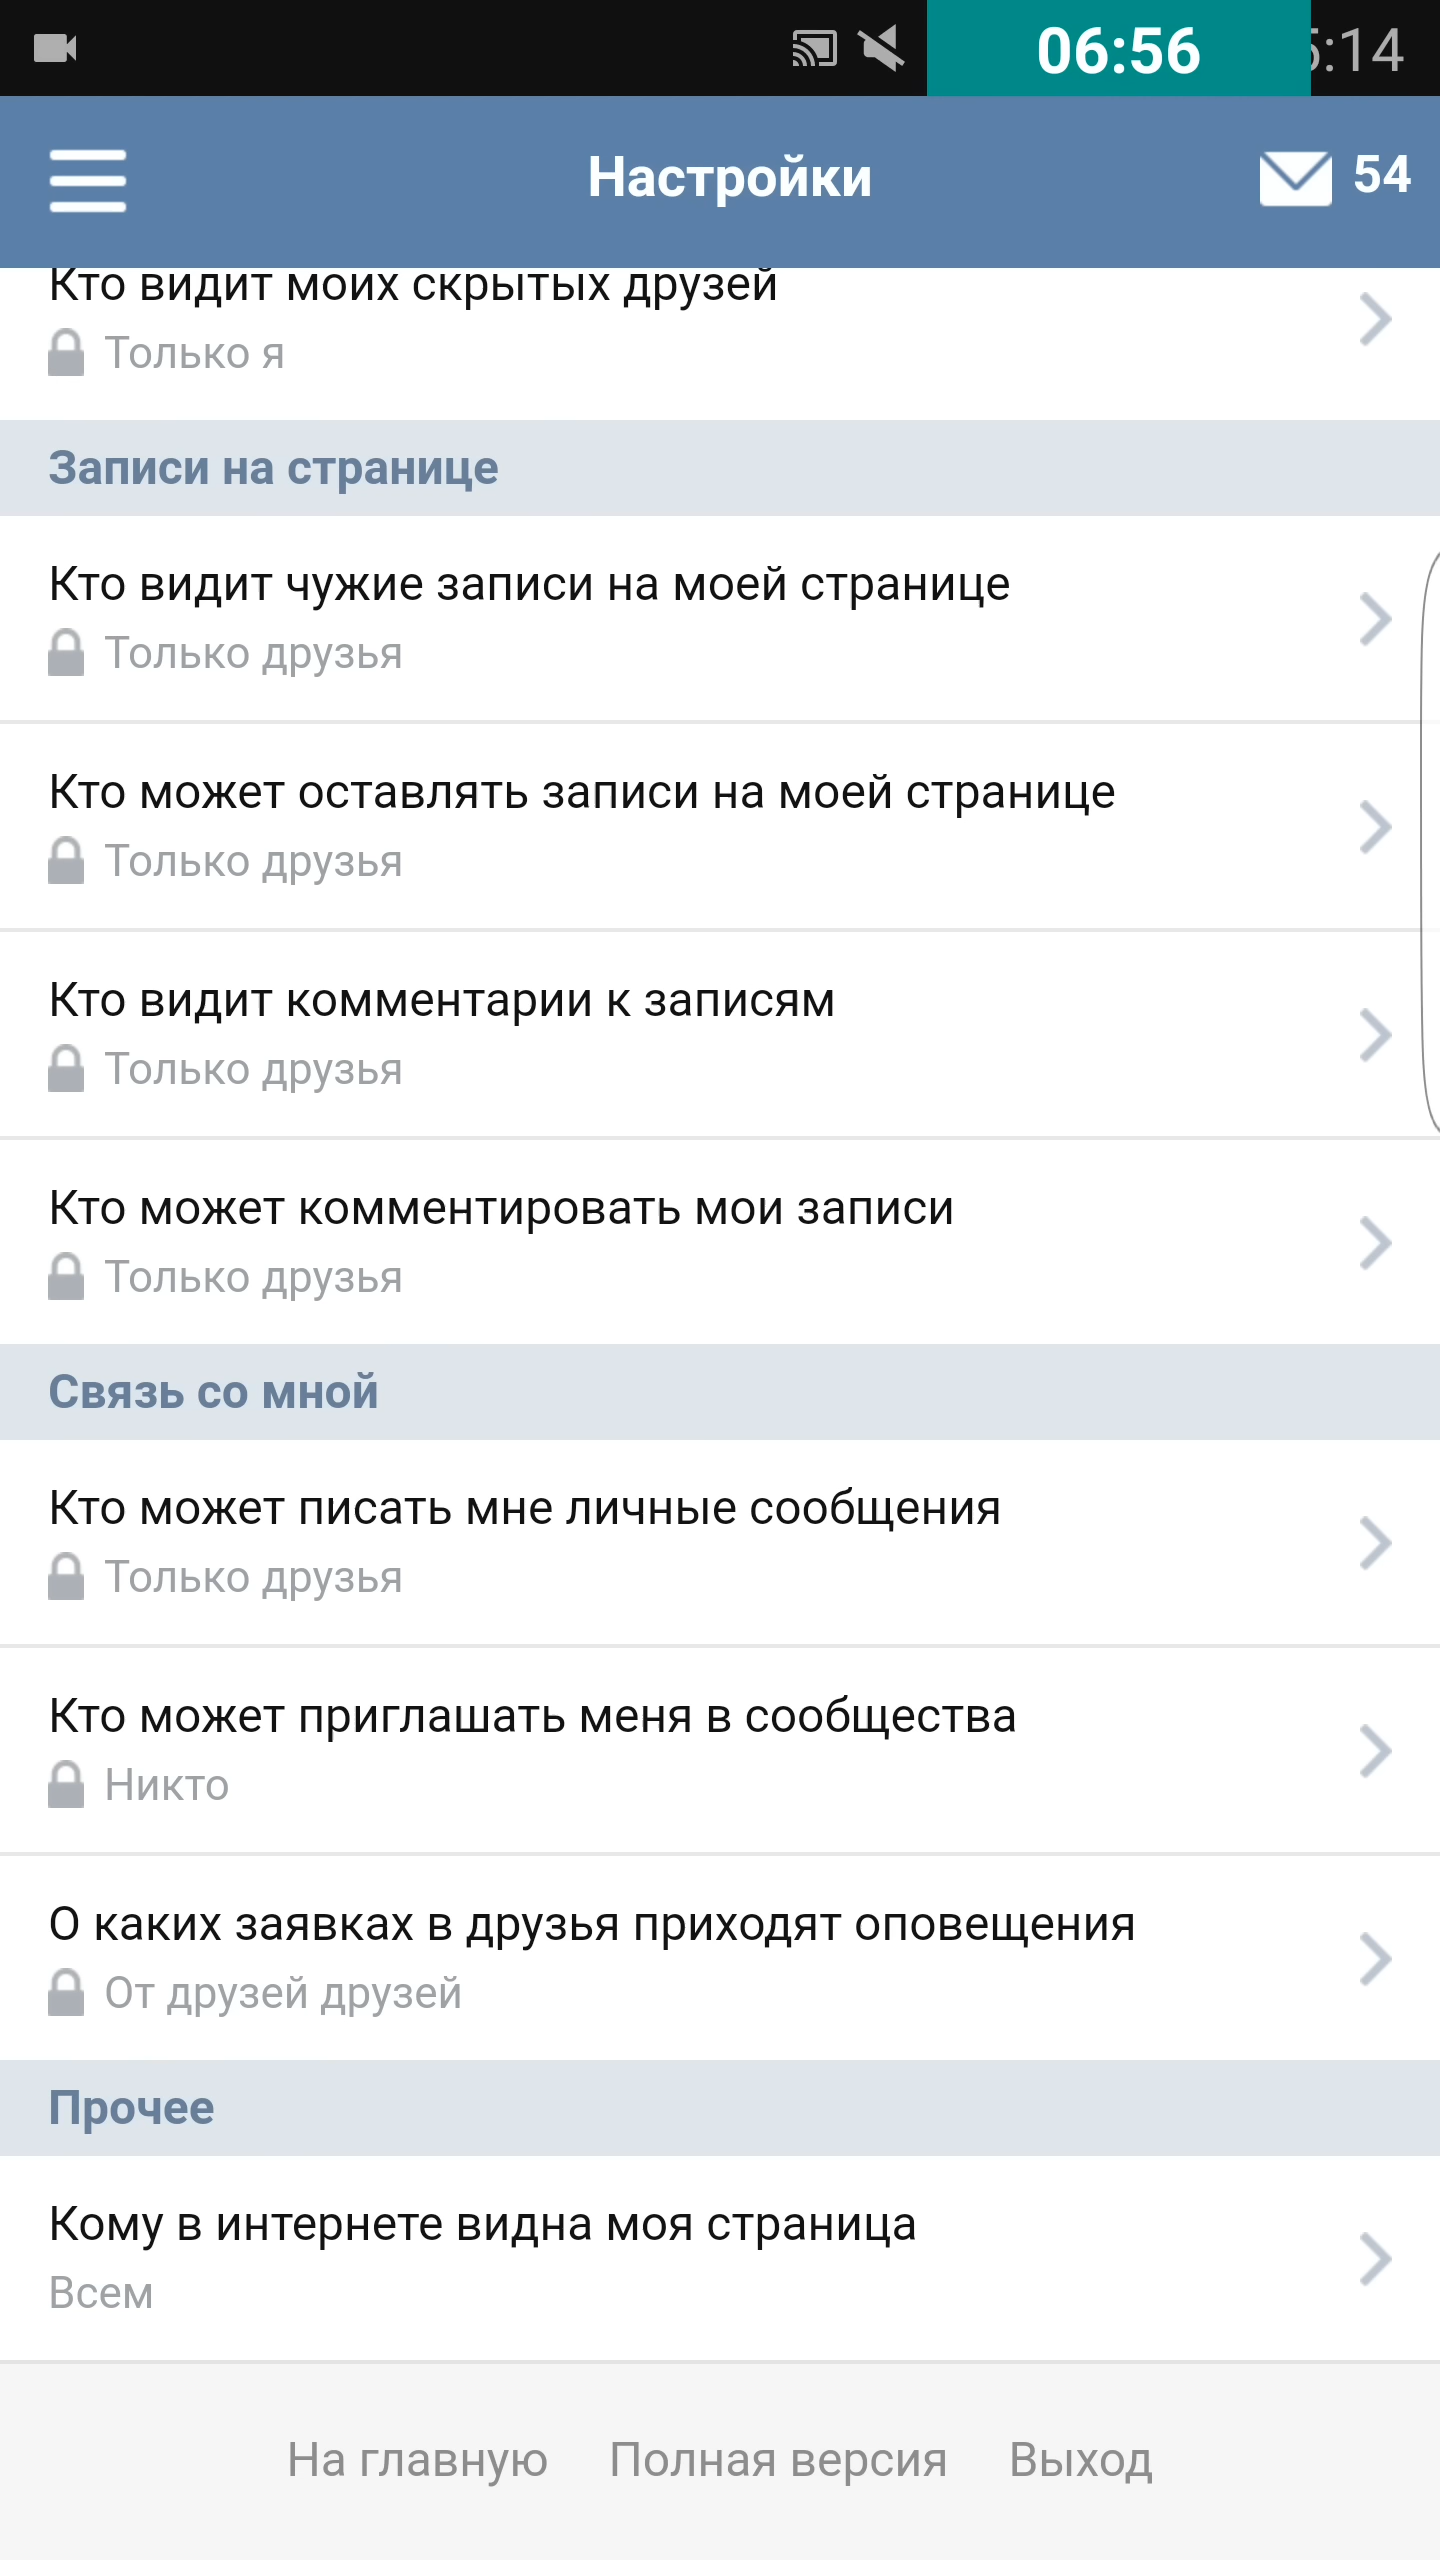 06:56
:14
Настройки
54
Кто видит моих скрытых друзей
Только я
Записи на странице
Кто видит чужие записи на моей странице
Только друзья
Кто может оставлять записи на моей странице
Только друзья
Кто видит комментарии к записям
Только друзья
Кто может комментировать мои записи
Только друзья
Связь со мной
Кто может писать мне личные сообщения
Только друзья
Кто может приглашать меня в сообщества
Никто
О каких заявках в друзья приходят оповещения
От друзей друзей
Прочее
Кому в интернете видна моя страница
Всем
На главную Полная версия Выход